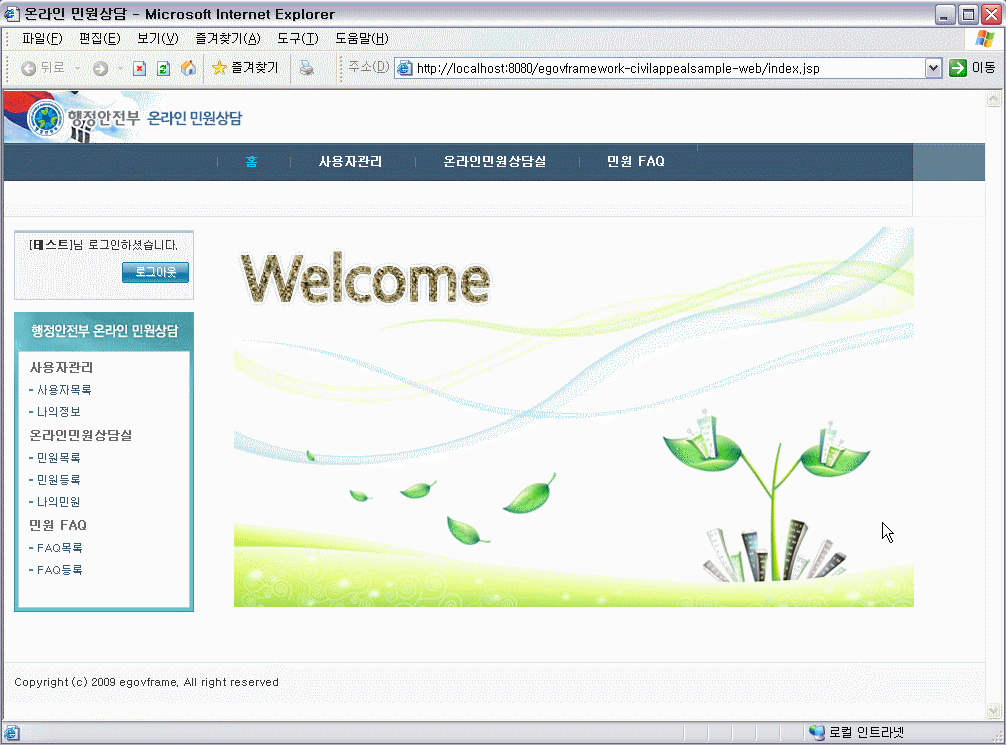 온라인 민원상담 - Microsoft Internet Explorer
파일(F) 편집(E) 보기(V) 즐겨찾기(A) 도구(T) 도움말(H)
뒤로 즐겨찾기 주소(D) http://localhost:8080/egovframework-civilappealsample-web/index.jsp 이동
행정안전부 온라인 민원상담
홈 사용자관리 온라인민원상담실 민원 FAQ
[테스트]님 로그인하셨습니다.
로그아웃
Welcome
행정안전부 온라인 민원상담
사용자관리
- 사용자목록
- 나의정보
온라인민원상담실
- 민원목록
- 민원등록
- 나의민원
민원 FAQ
- FAQ목록
- FAQ등록
Copyright (c) 2009 egovframe, All right reserved
로컬 인트라넷